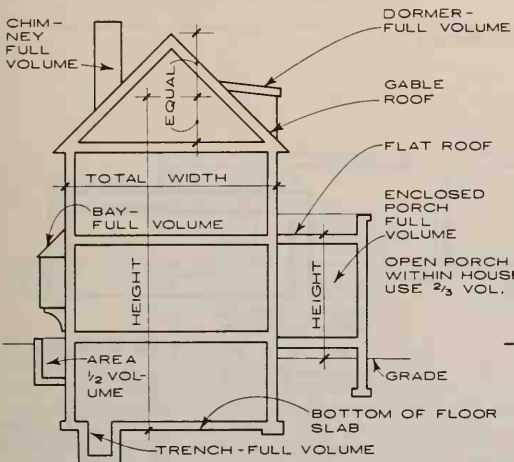 CHIM-
NEY
FULL
VOLUME
DORMER-
FULL VOLUME
GABLE
ROOF
EQUAL
FLAT ROOF
TOTAL WIDTH
ENCLOSED
PORCH
FULL
VOLUME
BAY-
FULL VOLUME
OPEN PORCH
WITHIN HOUSE
USE 2/3 VOL.
HEIGHT
HEIGHT
AREA
1/2 VOL-
UME
GRADE
BOTTOM OF FLOOR
SLAB
TRENCH-FULL VOLUME